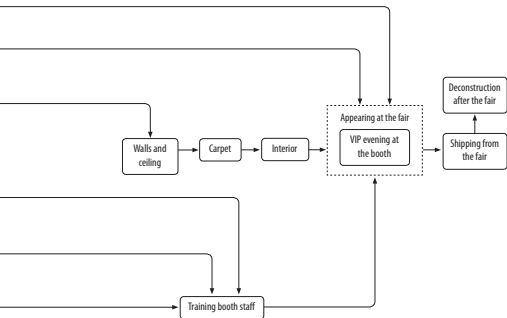 Deconstruction
after the fair
Appearing at the fair
VIP evening at
the booth
Walls and
ceiling
Carpet
Interior
Shipping from
the fair
Training booth staff